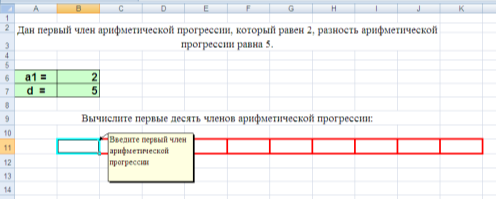 A B C D E F G H I J K
1
2 Дан первый член арифметической прогрессии, который равен 2, разность арифметической
3 прогрессии равна 5.
4
5
6 a1 = 2
7 d = 5
8
9 Вычислите первые десять членов арифметической прогрессии:
10
11 Введите первый член
арифметической
12 прогрессии
13
14